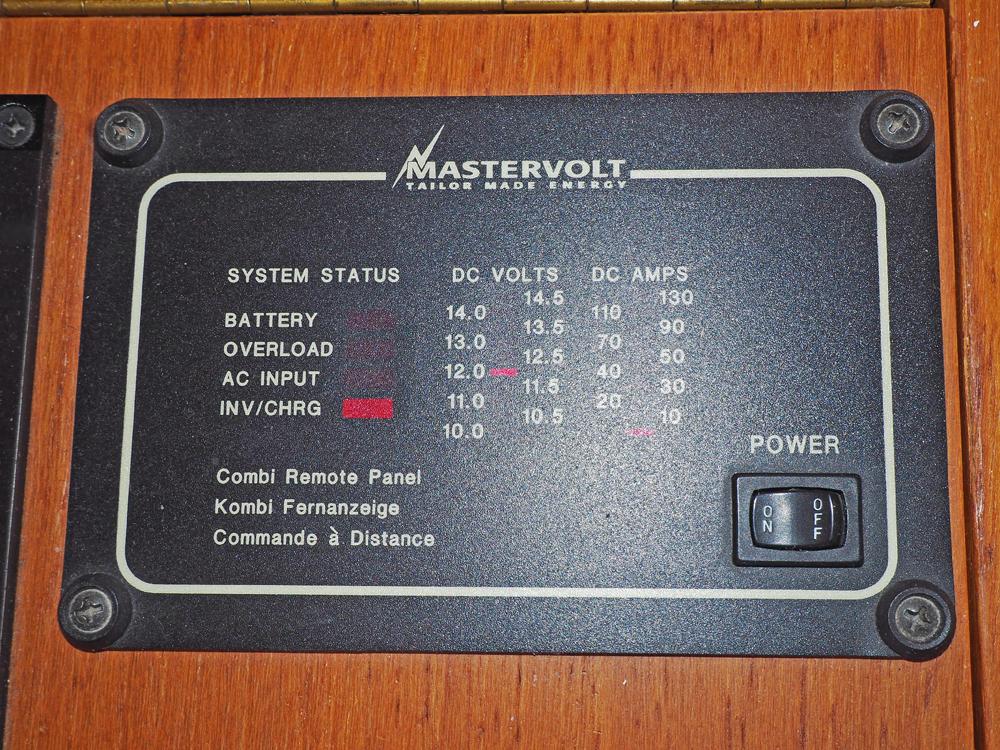 MASTERVOLT
TAILOR MADE ENERGY
SYSTEM STATUS
BATTERY
OVERLOAD
AC INPUT
INV/CHRG
DC VOLTS
14.5
14.0
13.5
13.0
12.5
12.0
11.5
11.0
10.5
10.0
DC AMPS
130
110
90
70
50
40
30
20
10
Combi Remote Panel
Kombi Fernanzeige
Commande à Distance
POWER
ON
OFF